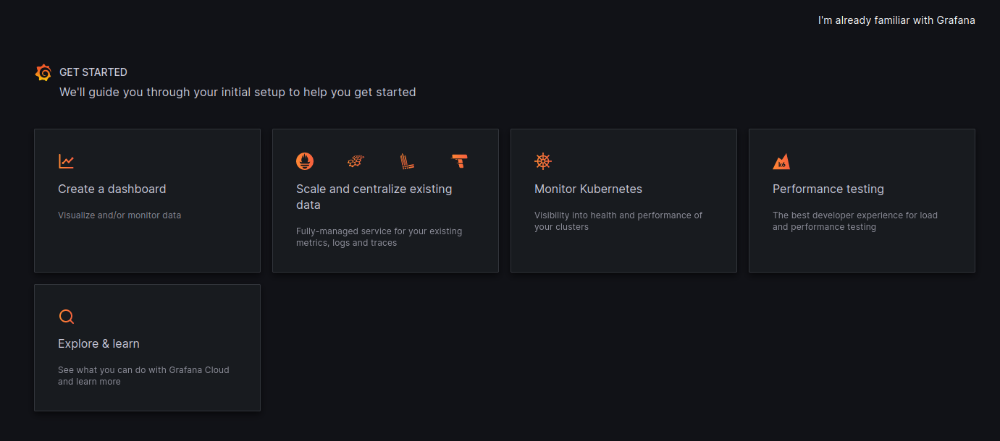 I'm already familiar with Grafana
GET STARTED
We'll guide you through your initial setup to help you get started
Create a dashboard
Visualize and/or monitor data
Scale and centralize existing
data
Fully-managed service for your existing
metrics, logs and traces
Monitor Kubernetes
Visibility into health and performance of
your clusters
k6
Performance testing
The best developer experience for load
and performance testing
Explore & learn
See what you can do with Grafana Cloud
and learn more